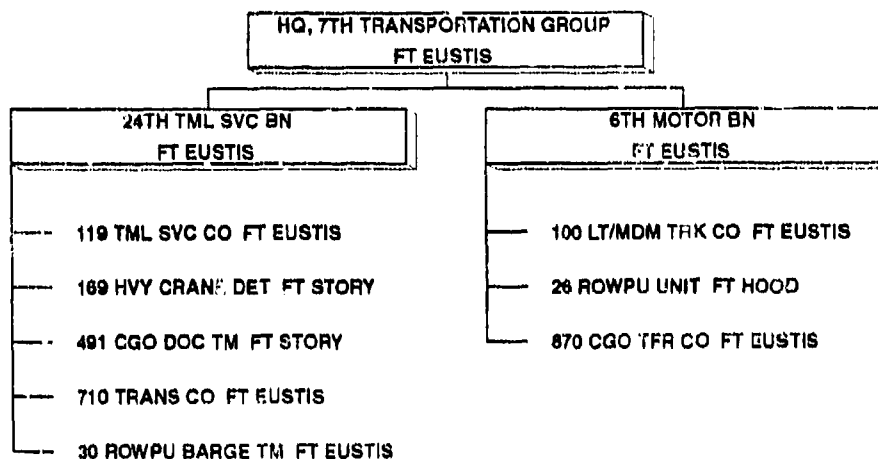 HQ, 7TH TRANSPORTATION GROUP
FT EUSTIS
24TH TML SVC BN
FT EUSTIS
6TH MOTOR BN
FT EUSTIS
119 TML SVC CO FT EUSTIS
169 HVY CRANE DET FT STORY
491 CGO DOC TM FT STORY
710 TRANS CO FT EUSTIS
30 ROWPU BARGE TM FT EUSTIS
100 LT/MDM TRK CO FT EUSTIS
26 ROWPU UNIT FT HOOD
870 CGO TFR CO FT EUSTIS